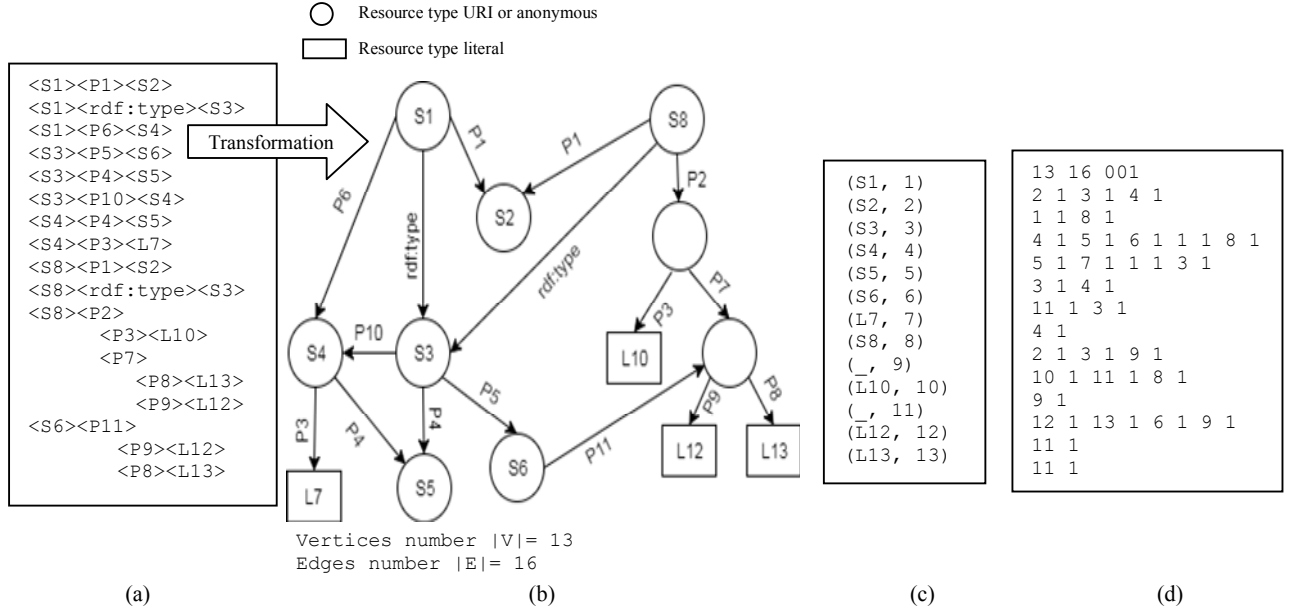 Resource type URI or anonymous
Resource type literal
<S1><P1><S2>
<S1><rdf:type><S3>
<S1><P6><S4>
<S3><P5><S6>
<S3><P4><S5>
<S3><P10><S4>
<S4><P4><S5>
<S4><P3><L7>
<S8><P1><S2>
<S8><rdf:type><S3>
<S8><P2>
<P3><L10>
<P7>
<P8><L13>
<P9><L12>
<S6><P11>
<P9><L12>
<P8><L13>
Transformation
S1
S8
P1
P1
P6
P2
S2
rdf:type
rdf:type
P7
P3
P10
S4
S3
L10
P5
P9
P8
P3
P4
P4
P11
S6
L12
L13
L7
S5
Vertices number |V|= 13
Edges number |E|= 16
(S1, 1)
(S2, 2)
(S3, 3)
(S4, 4)
(S5, 5)
(S6, 6)
(L7, 7)
(S8, 8)
(_, 9)
(L10, 10)
(_, 11)
(L12, 12)
(L13, 13)
13 16 001
2 1 3 1 4 1
1 1 8 1
4 1 5 1 6 1 1 1 8 1
5 1 7 1 1 1 3 1
3 1 4 1
11 1 3 1
4 1
2 1 3 1 9 1
10 1 11 1 8 1
9 1
12 1 13 1 6 1 9 1
11 1
11 1
(a)
(b)
(c)
(d)